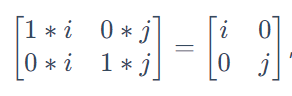 [1 * i 0 * j] = [i 0]
[0 * i 1 * j] [0 j] ,